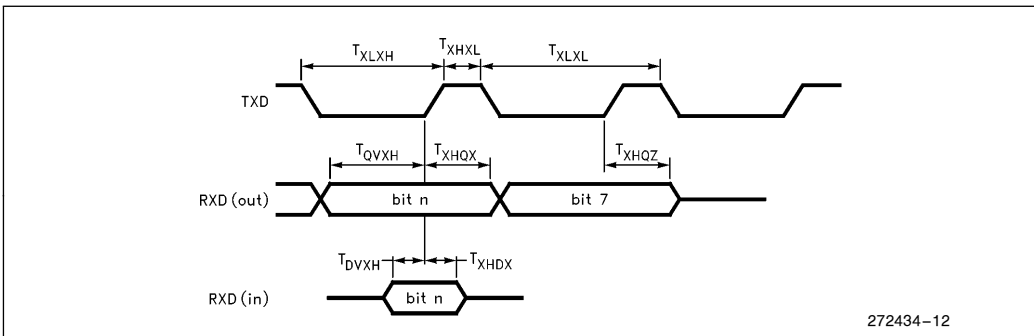 TXLXH TXHXL TXLXL
TXD
TQVXH TXHQX TXHQZ
RXD (out) bit n bit 7
TDVXH TXHDX
RXD (in) bit n
272434-12